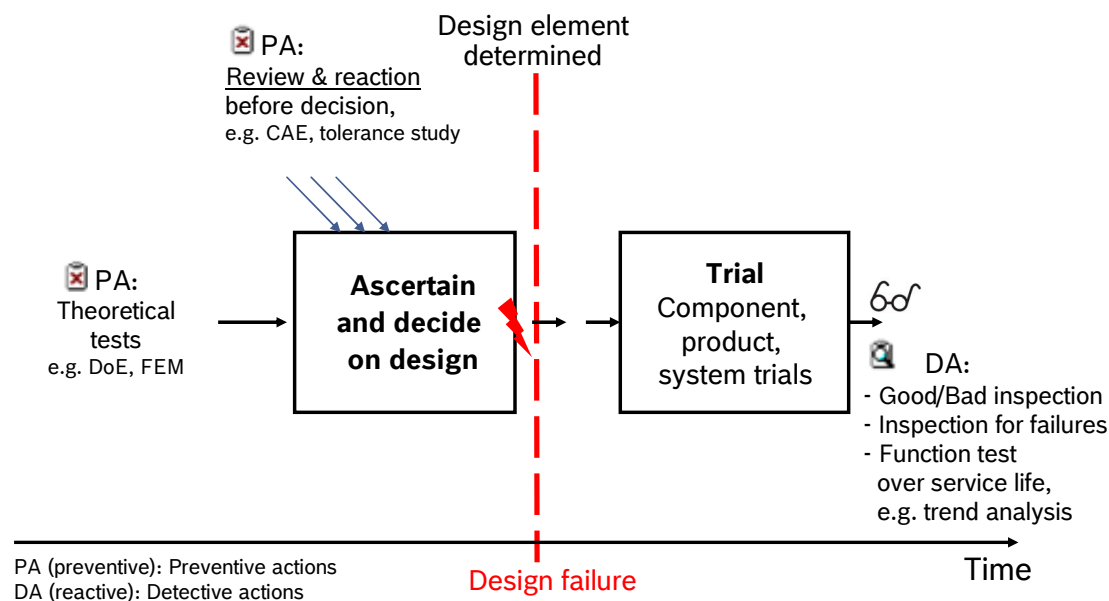 Design element
determined
PA:
Review & reaction
before decision,
e.g. CAE, tolerance study
PA:
Theoretical
tests
e.g. DoE, FEM
Ascertain
and decide
on design
Trial
Component,
product,
system trials
DA:
- Good/Bad inspection
- Inspection for failures
- Function test
over service life,
e.g. trend analysis
Time
Design failure
PA (preventive): Preventive actions
DA (reactive): Detective actions